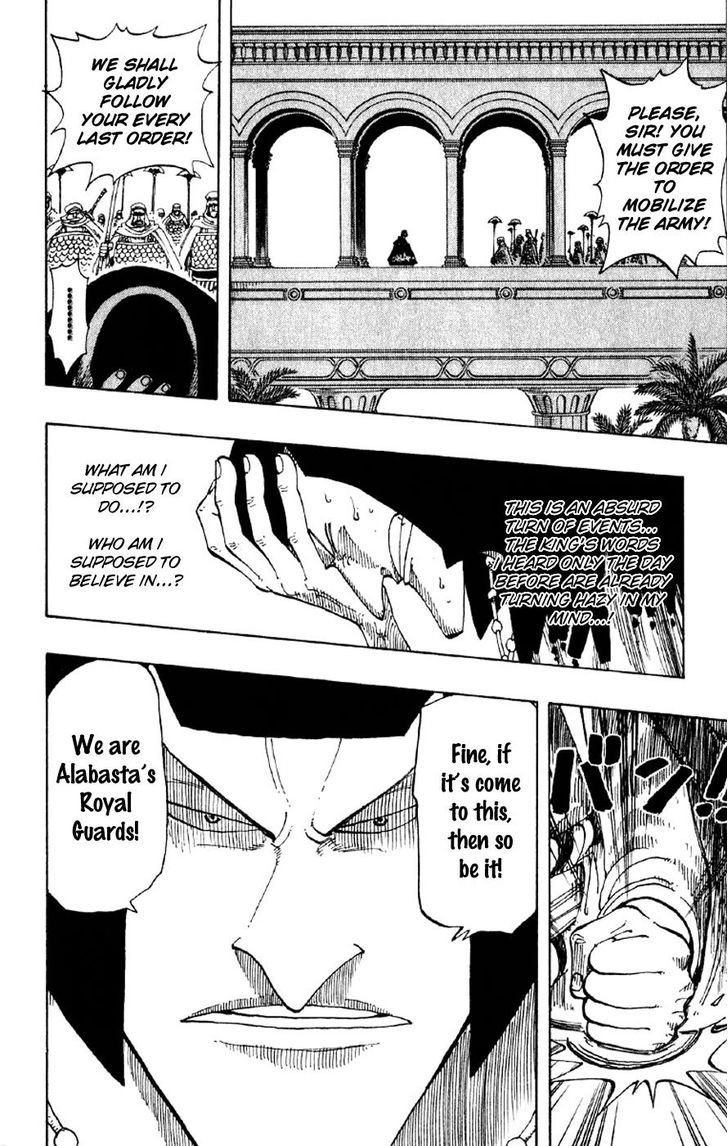 PLEASE,
SIR! YOU
MUST GIVE
THE ORDER
TO
MOBILIZE
THE ARMY!
WE SHALL
GLADLY
FOLLOW
YOUR EVERY
LAST ORDER!
..........
THIS IS AN ABSURD
TURN OF EVENTS...
THE KING'S WORDS
I HEARD ONLY THE DAY
BEFORE ARE ALREADY
TURNING HAZY IN MY
MIND...!
WHAT AM I
SUPPOSED TO
DO...!?
WHO AM I
SUPPOSED TO
BELIEVE IN...?
バン!!
Fine, if
it's come
to this,
then so
be it!
We are
Alabasta's
Royal
Guards!